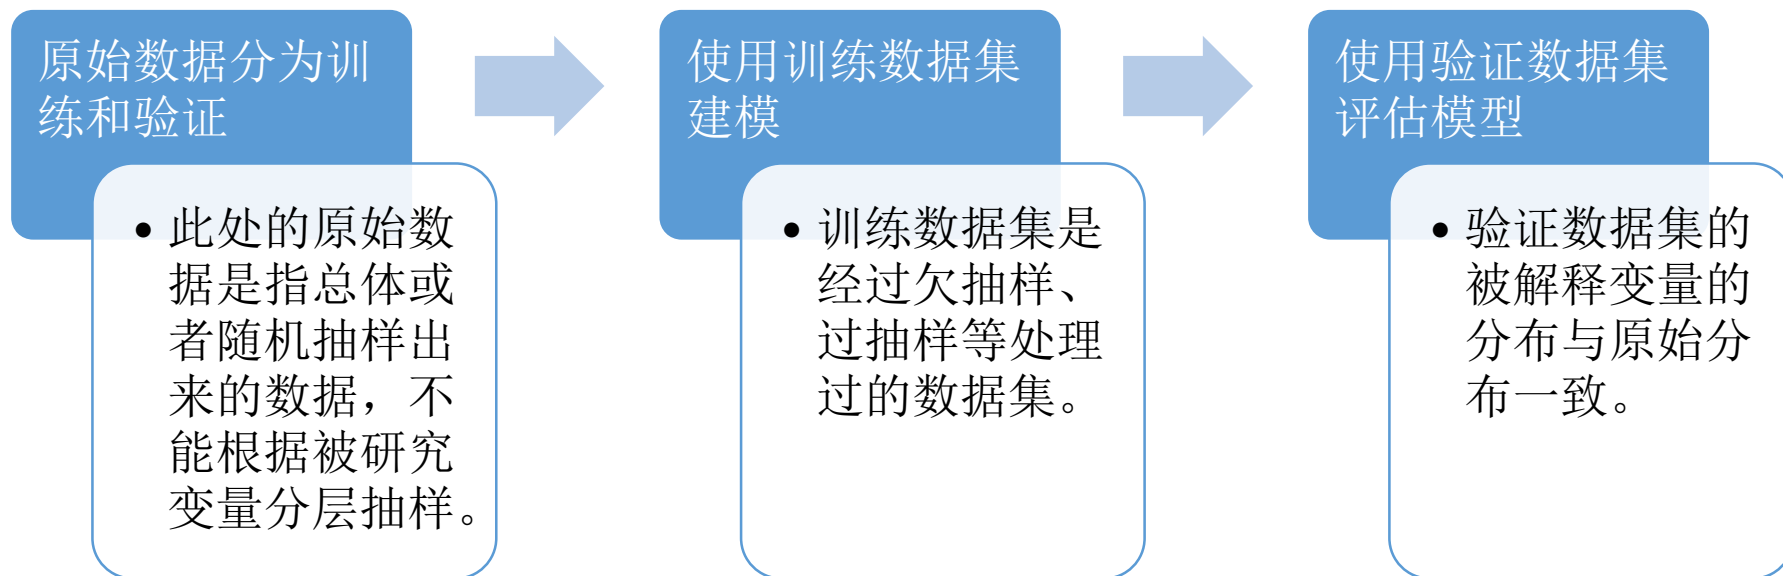 原始数据分为训
练和验证
• 此处的原始数
据是指总体或
者随机抽样出
来的数据，不
能根据被研究
变量分层抽样。
使用训练数据集
建模
• 训练数据集是
经过欠抽样、
过抽样等处理
过的数据集。
使用验证数据集
评估模型
• 验证数据集的
被解释变量的
分布与原始分
布一致。